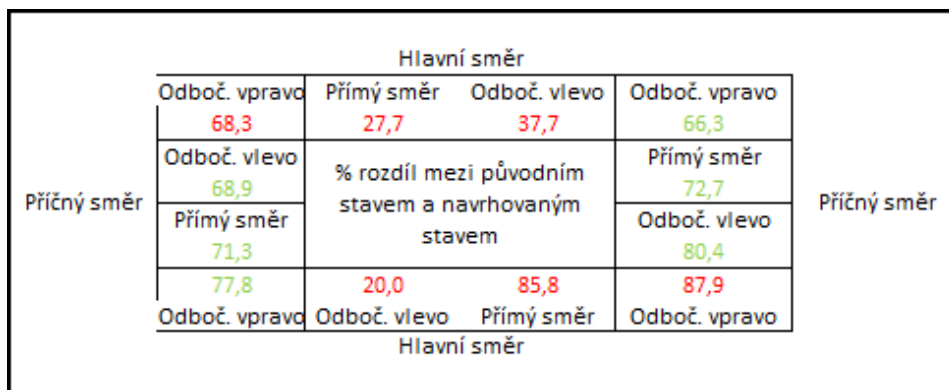 Hlavní směr
Odboč. vpravo Přímý směr Odboč. vlevo Odboč. vpravo
68,3 27,7 37,7 66,3
Odboč. vlevo Přímý směr
68,9 72,7
% rozdíl mezi původním
stavem a navrhovaným
stavem
Příčný směr Příčný směr
Přímý směr Odboč. vlevo
71,3 80,4
77,8 20,0 85,8 87,9
Odboč. vpravo Odboč. vlevo Přímý směr Odboč. vpravo
Hlavní směr